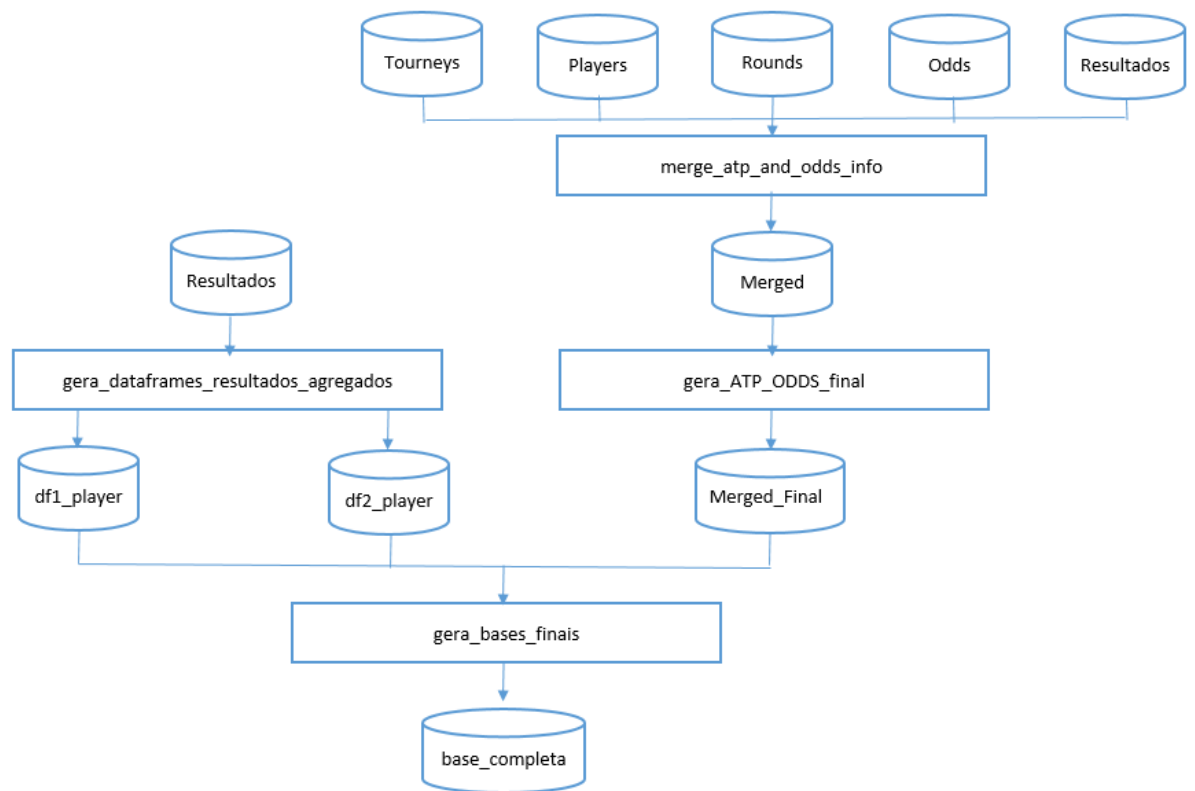 Tourneys
Players
Rounds
Odds
Resultados
merge_atp_and_odds_info
Resultados
Merged
gera_dataframes_resultados_agregados
gera_ATP_ODDS_final
df1_player
df2_player
Merged_Final
gera_bases_finais
base_completa